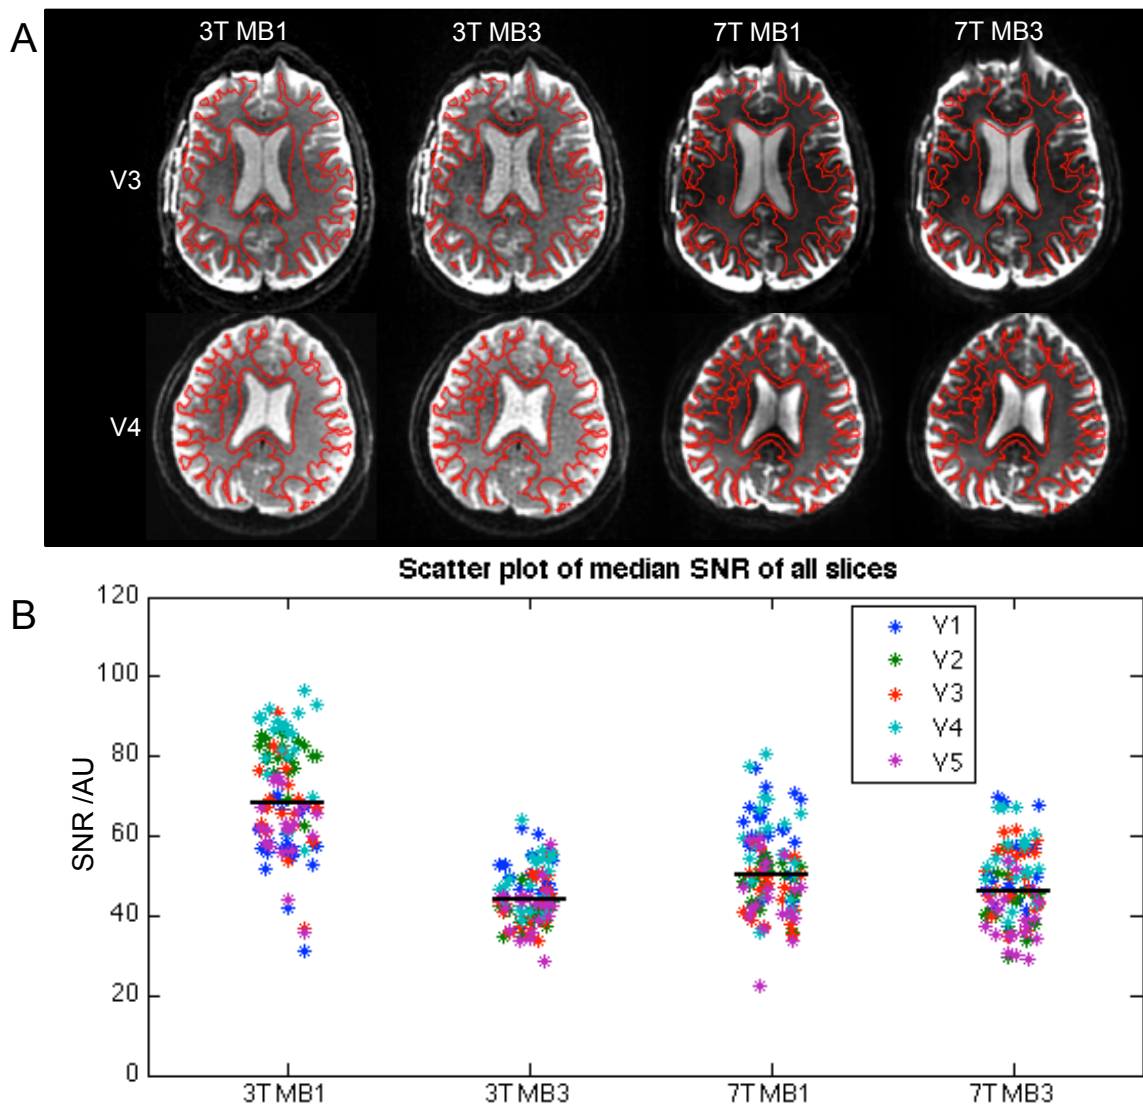 A
3T MB1 3T MB3 7T MB1 7T MB3
V3
V4
Scatter plot of median SNR of all slices
B
120
100
80
60
40
20
0
SNR /AU
V1
V2
V3
V4
V5
3T MB1 3T MB3 7T MB1 7T MB3